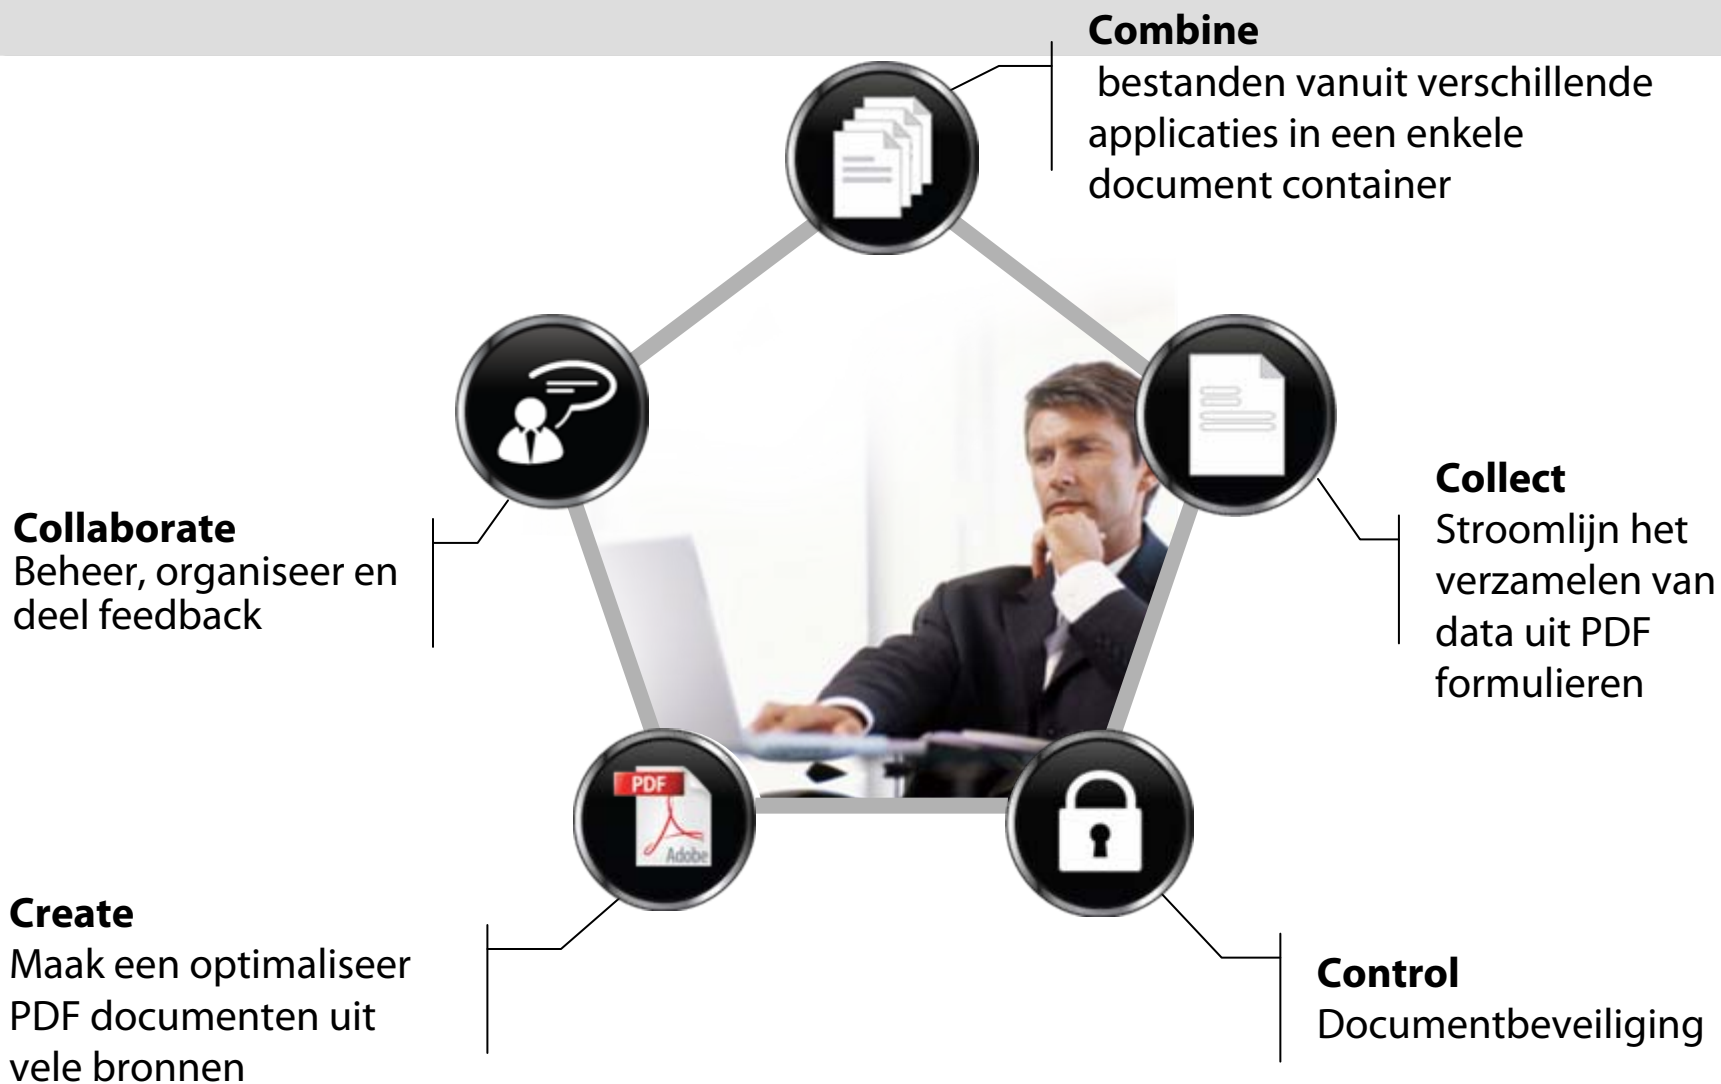 Combine
bestanden vanuit verschillende
applicaties in een enkele
document container
Collect
Stroomlijn het
verzamelen van
data uit PDF
formulieren
Collaborate
Beheer, organiseer en
deel feedback
PDF
Adobe
Create
Maak een optimaliseer
PDF documenten uit
vele bronnen
Control
Documentbeveiliging